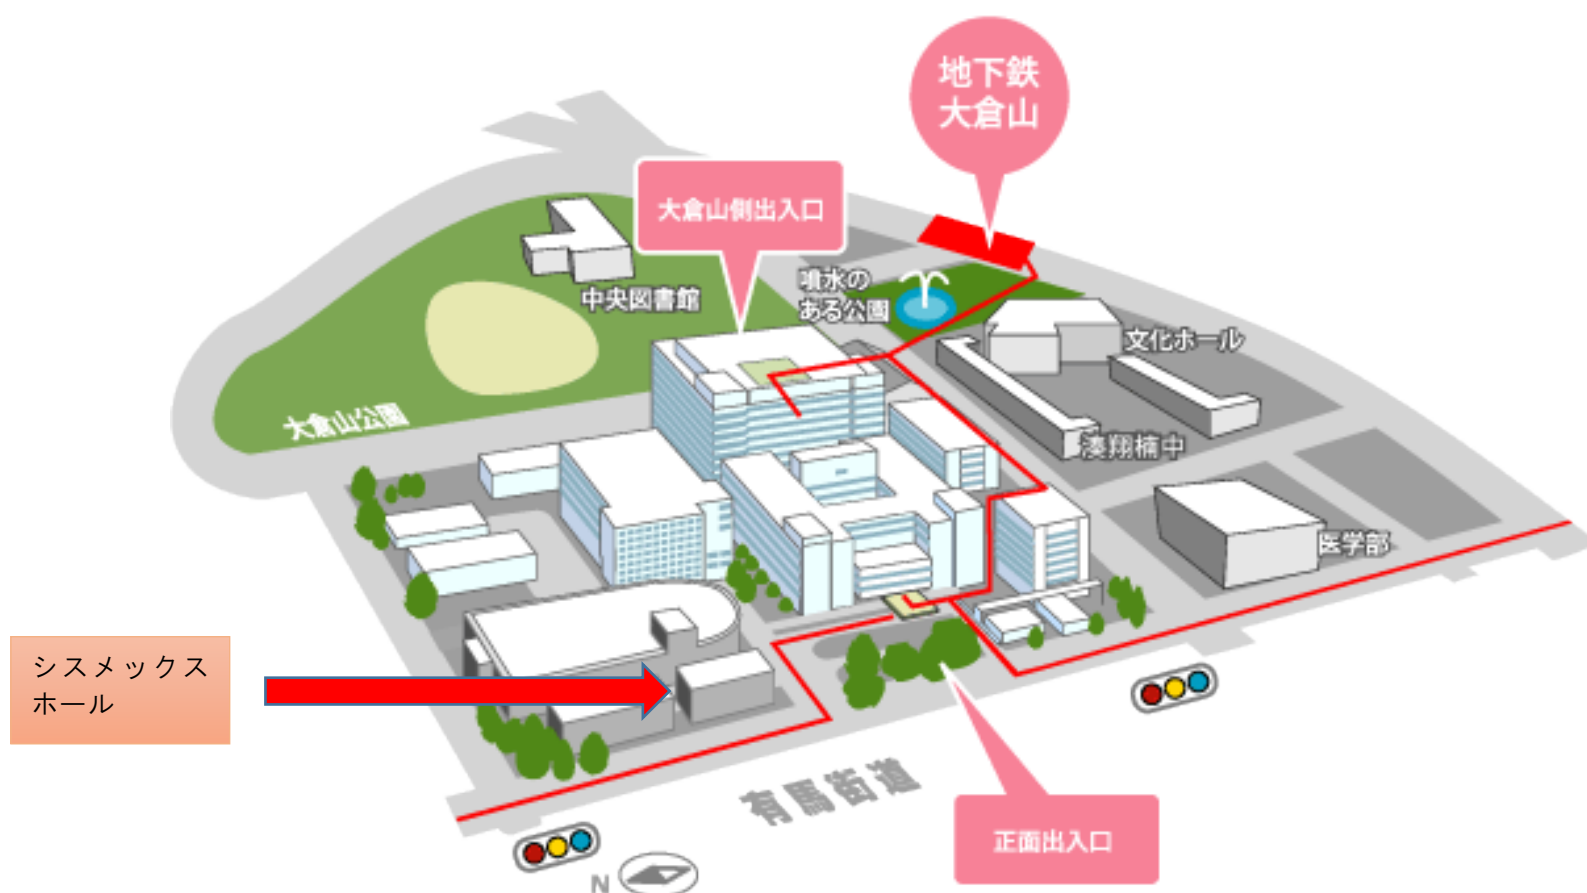 地下鉄
大倉山
大倉山側出入口
中央図書館
噴水の
ある公園
文化ホール
大倉山公園
湊翔楠中
医学部
シスメックス
ホール
有馬街道
正面出入口
N